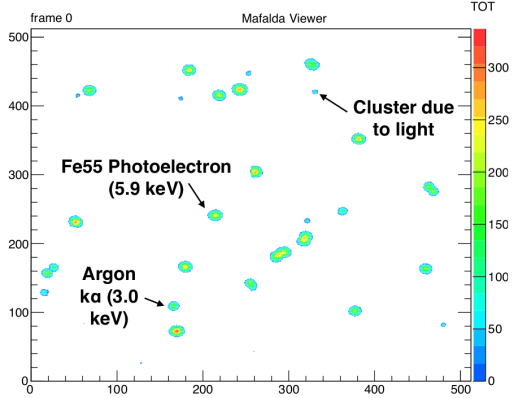 frame 0
Mafalda Viewer
TOT
500
400
300
200
100
0
0
100
200
300
400
500
300
250
200
150
100
50
0
Cluster due
to light
Fe55 Photoelectron
(5.9 keV)
Argon
kα (3.0
keV)